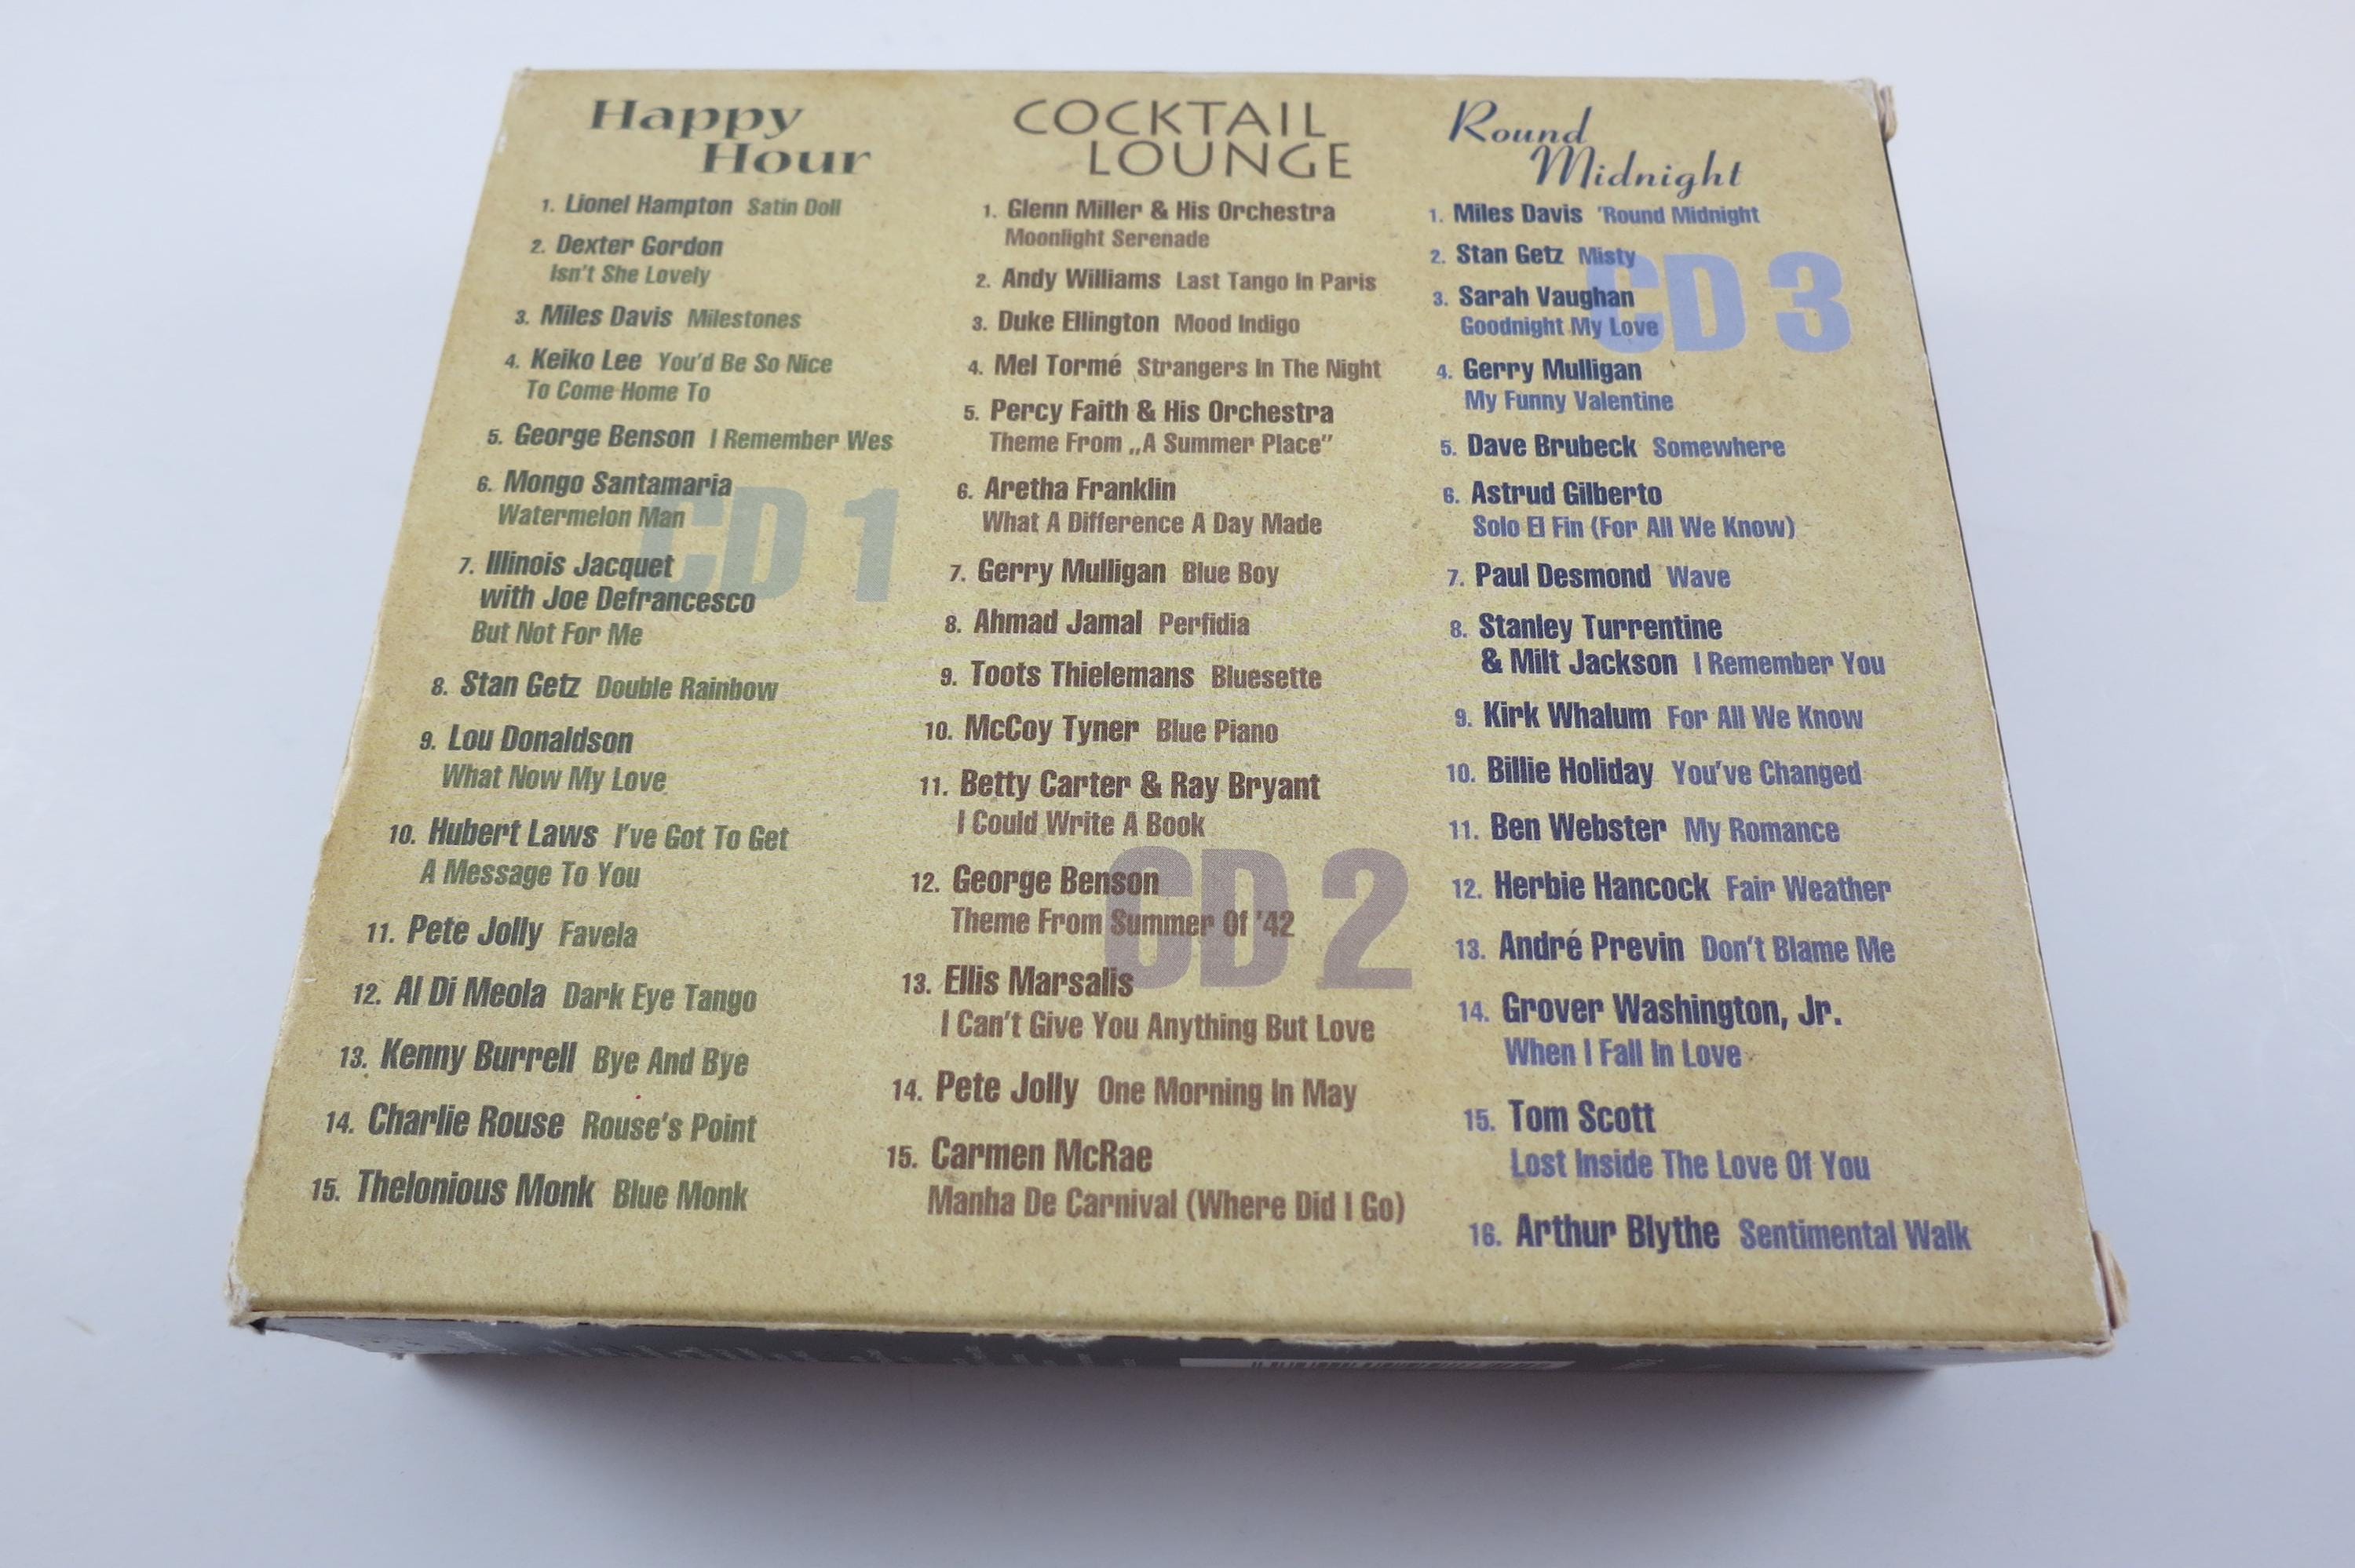 Happy
Hour
1. Lionel Hampton Satin Doll
2. Dexter Gordon
Isn't She Lovely
3. Miles Davis Milestones
4. Keiko Lee You'd Be So Nice
To Come Home To
5. George Benson I Remember Wes
6. Mongo Santamaria
Watermelon Man
CD 1
7. Illinois Jacquet
with Joe Defrancesco
But Not For Me
8. Stan Getz Double Rainbow
9. Lou Donaldson
What Now My Love
10. Hubert Laws I've Got To Get
A Message To You
11. Pete Jolly Favela
12. Al Di Meola Dark Eye Tango
13. Kenny Burrell Bye And Bye
14. Charlie Rouse Rouse's Point
15. Thelonious Monk Blue Monk
COCKTAIL
LOUNGE
1. Glenn Miller & His Orchestra
Moonlight Serenade
2. Andy Williams Last Tango In Paris
3. Duke Ellington Mood Indigo
4. Mel Tormé Strangers In The Night
5. Percy Faith & His Orchestra
Theme From „A Summer Place"
6. Aretha Franklin
What A Difference A Day Made
7. Gerry Mulligan Blue Boy
8. Ahmad Jamal Perfidia
9. Toots Thielemans Bluesette
10. McCoy Tyner Blue Piano
11. Betty Carter & Ray Bryant
I Could Write A Book
12. George Benson
Theme From Summer Of '42
CD 2
13. Ellis Marsalis
I Can't Give You Anything But Love
14. Pete Jolly One Morning In May
15. Carmen McRae
Manha De Carnival (Where Did I Go)
Round
Midnight
1. Miles Davis 'Round Midnight
2. Stan Getz Misty
CD 3
3. Sarah Vaughan
Goodnight My Love
4. Gerry Mulligan
My Funny Valentine
5. Dave Brubeck Somewhere
6. Astrud Gilberto
Solo El Fin (For All We Know)
7. Paul Desmond Wave
8. Stanley Turrentine
& Milt Jackson I Remember You
9. Kirk Whalum For All We Know
10. Billie Holiday You've Changed
11. Ben Webster My Romance
12. Herbie Hancock Fair Weather
13. André Previn Don't Blame Me
14. Grover Washington, Jr.
When I Fall In Love
15. Tom Scott
Lost Inside The Love Of You
16. Arthur Blythe Sentimental Walk